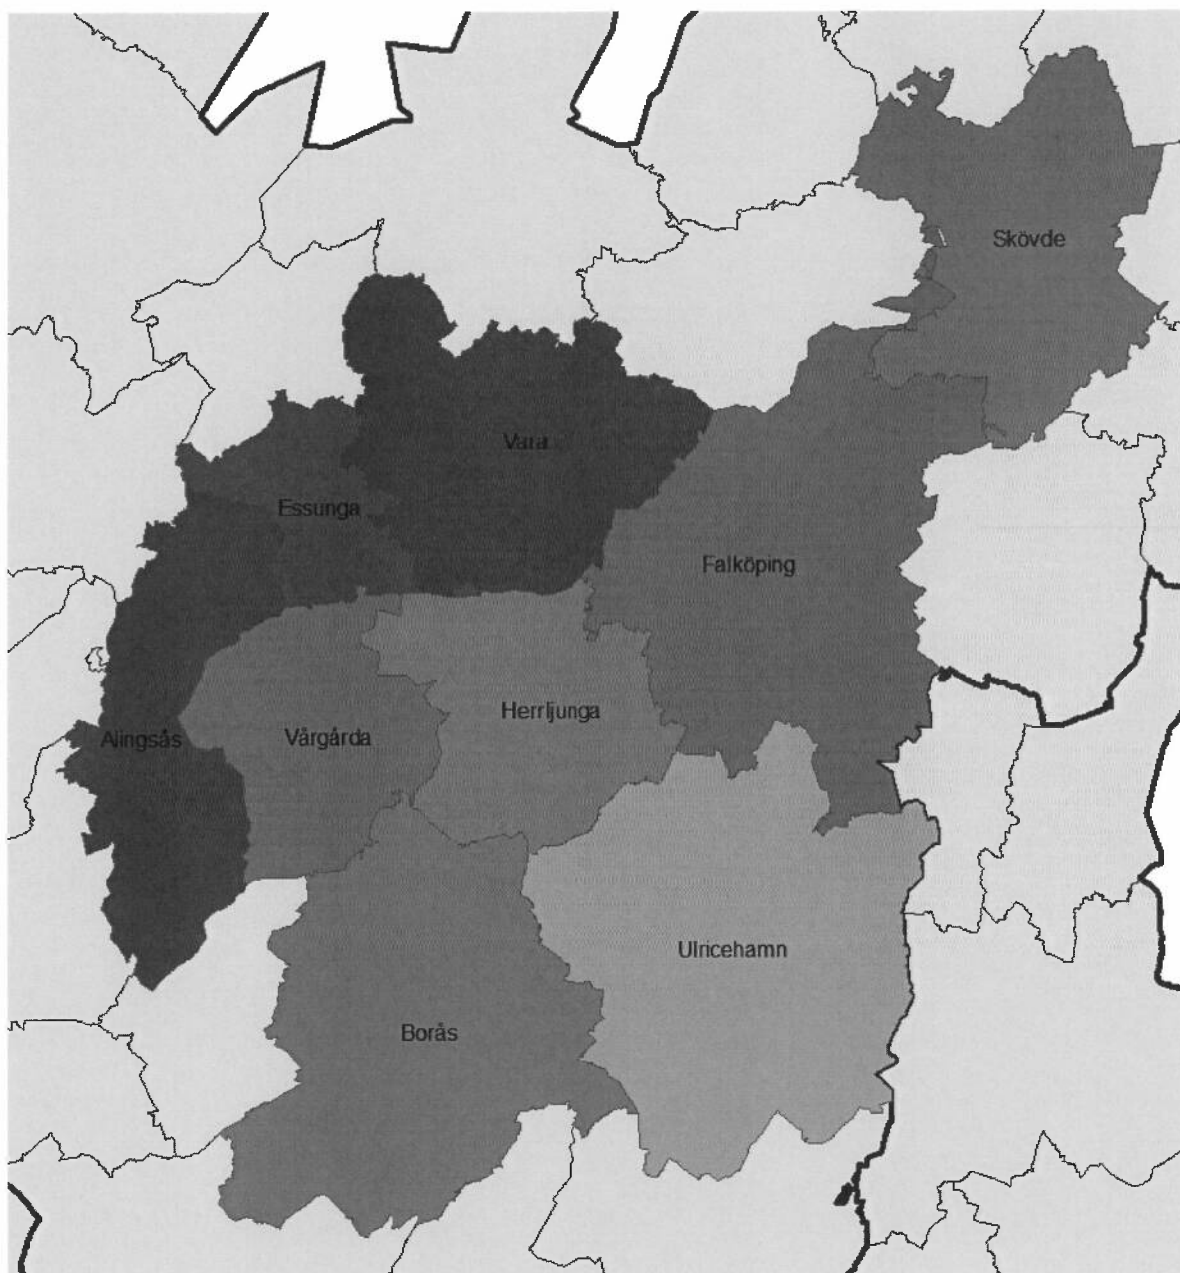 Skövde
Vara
Essunga
Falköping
Herrljunga
Vårgårda
Alingsås
Ulricehamn
Borås